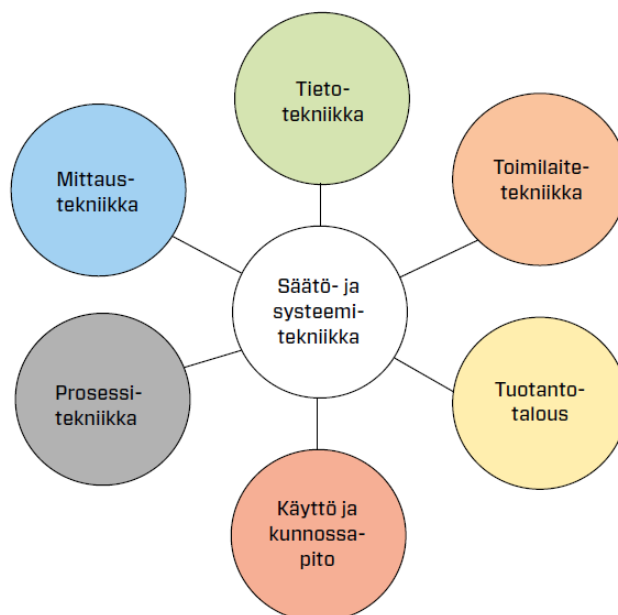 Tieto-
tekniikka
Toimilaite-
tekniikka
Mittaus-
tekniikka
Säätö- ja
systeemi-
tekniikka
Prosessi-
tekniikka
Tuotanto-
talous
Käyttö ja
kunnossa-
pito